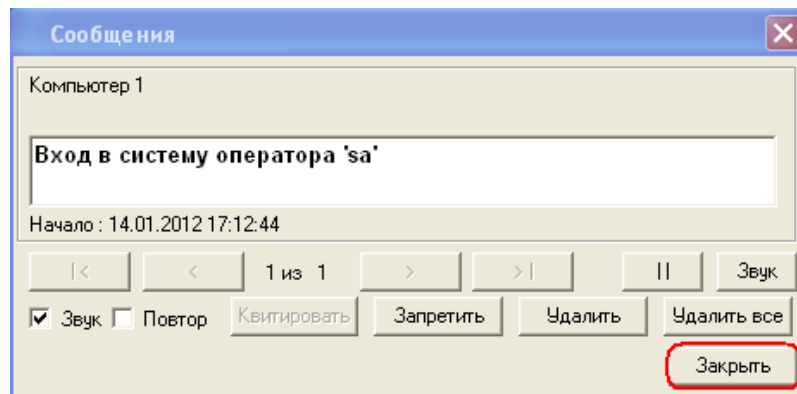 Сообщения
Компьютер 1
Вход в систему оператора 'sa'
Начало : 14.01.2012 17:12:44
|< < 1 из 1 > >| || Звук
Звук Повтор Квитировать Запретить Удалить Удалить все
Закрыть